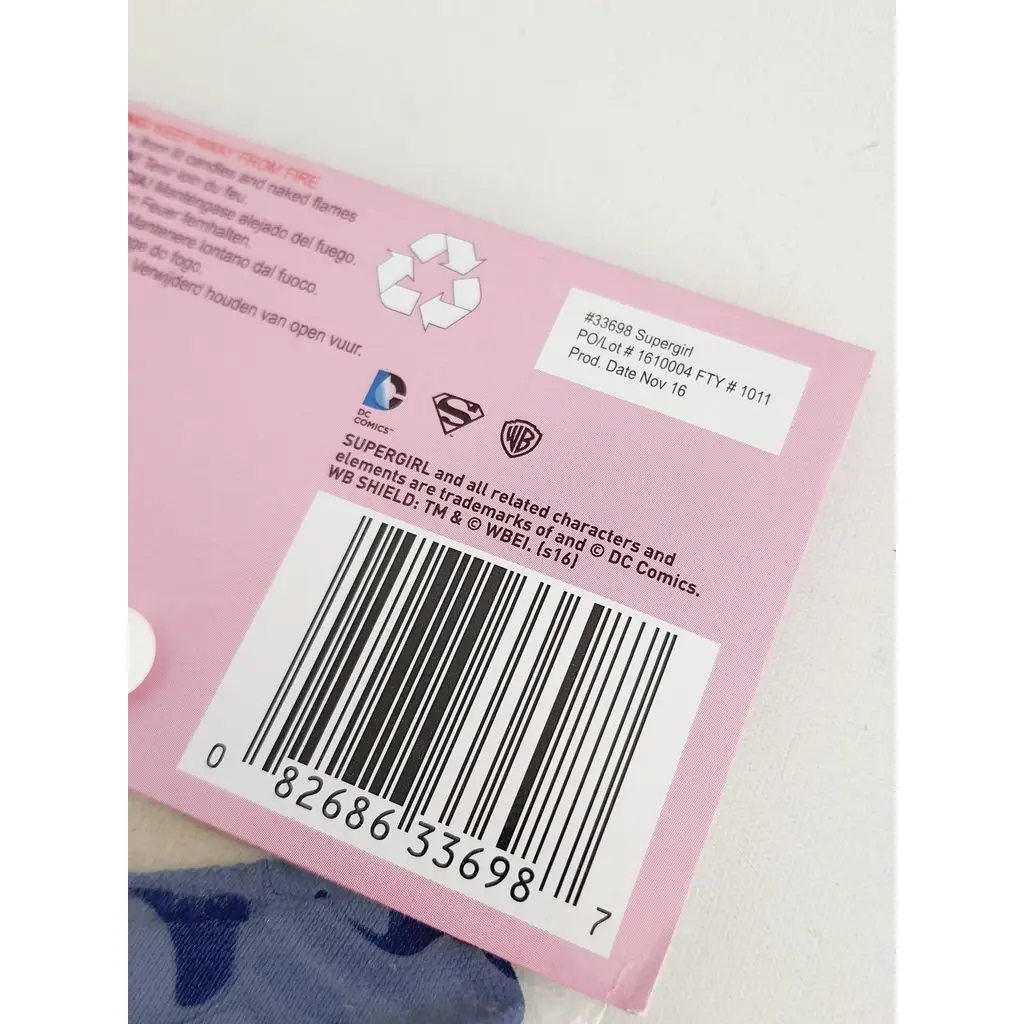 KEEP AWAY FROM FIRE
from lit candles and naked flames
Tenir loin du feu.
Manténgase alejado del fuego.
Feuer fernhalten.
Mantenere lontano dal fuoco.
do fogo.
Verwijderd houden van open vuur.
#33698 Supergirl
PO/Lot # 1610004 FTY # 1011
Prod. Date Nov 16
DC
COMICS™
S
WB
SUPERGIRL and all related characters and
elements are trademarks of and © DC Comics.
WB SHIELD: TM & © WBEI. (s16)
0 82686 33698 7